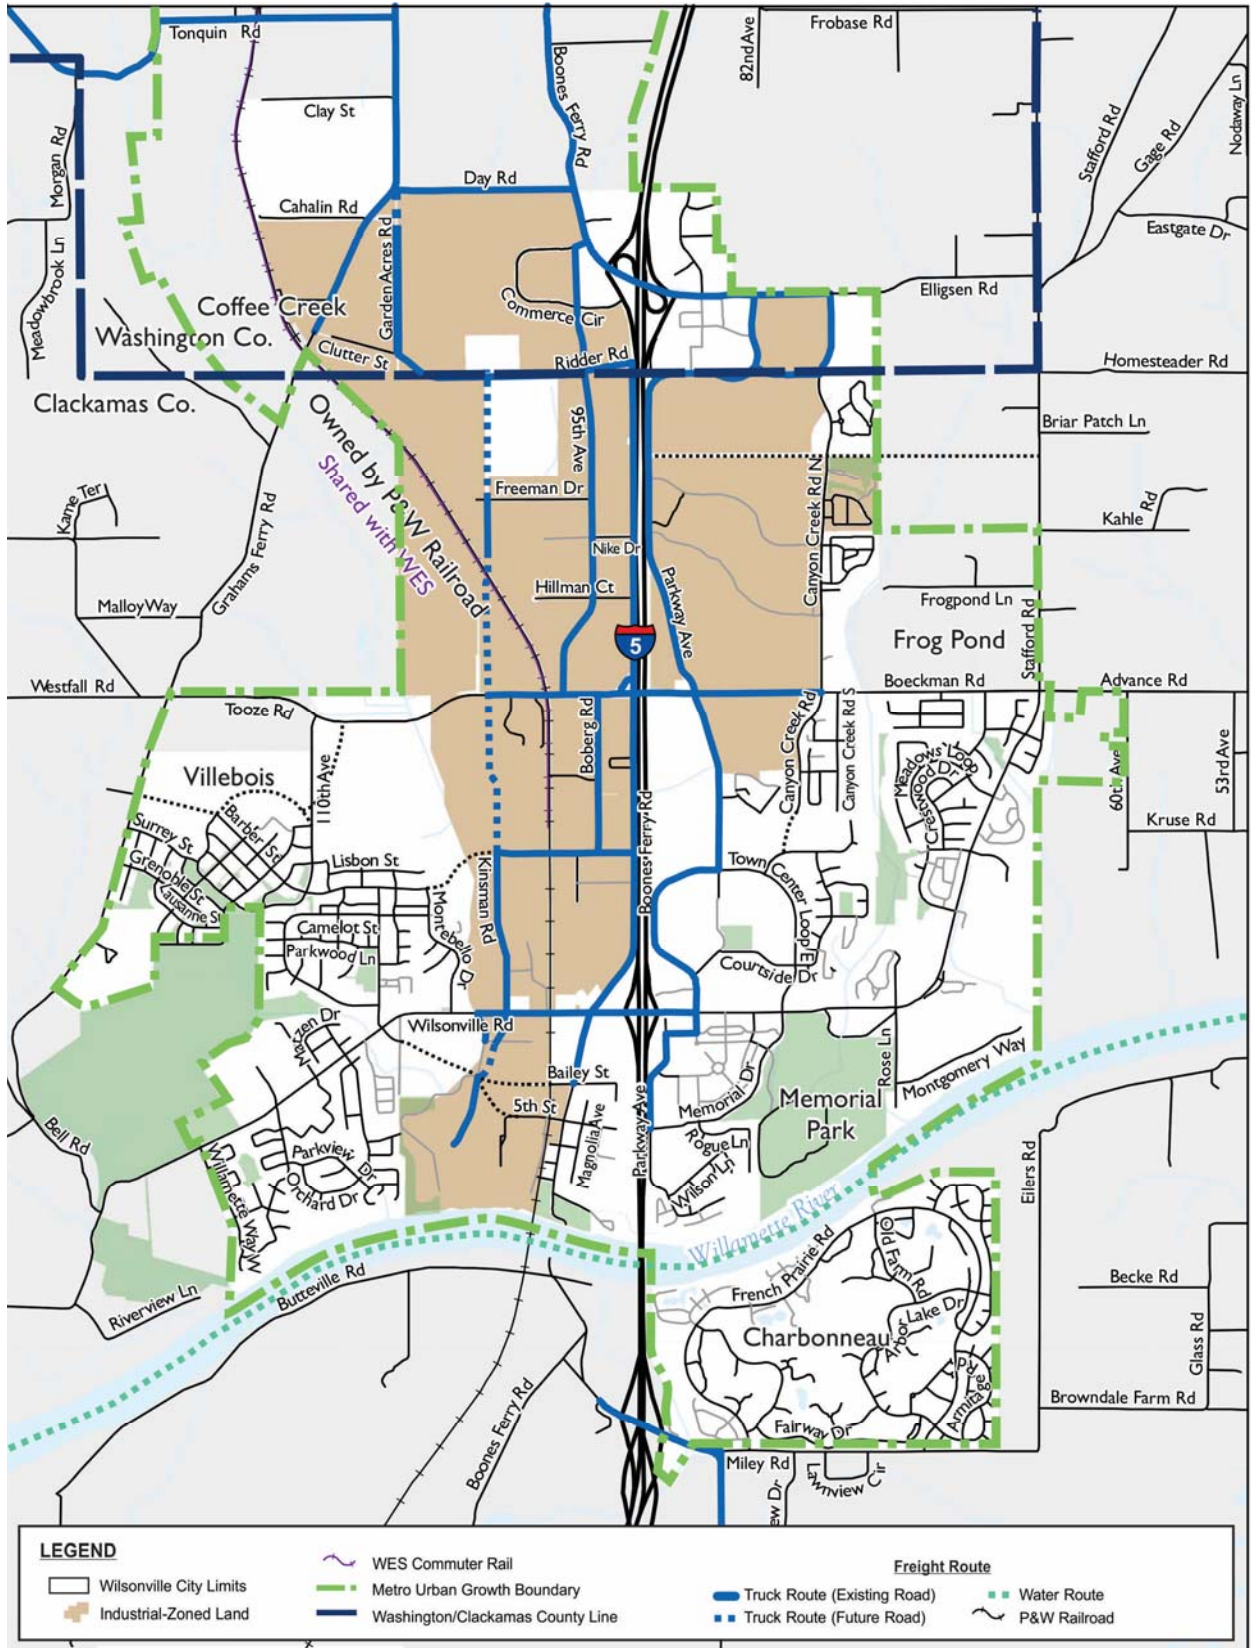 Tonquin Rd
Boones Ferry Rd
82nd Ave
Frobase Rd
Clay St
Morgan Rd
Stafford Rd
Gage Rd
Nodaway Ln
Day Rd
Cahalin Rd
Eastgate Dr
Meadowbrook Ln
Garden Acres Rd
Elligsen Rd
Coffee Creek
Commerce Cir
Washington Co.
Clutter St
Ridder Rd
Homesteader Rd
Clackamas Co.
Owned by P&W Railroad
Shared with WES
95th Ave
Briar Patch Ln
Canyon Creek Rd N
Kame Ter
Freeman Dr
Kahle Rd
Grahams Ferry Rd
Nike Dr
Hillman Ct
Parkway Ave
Frogpond Ln
Malloy Way
5
Frog Pond
Stafford Rd
Westfall Rd
Boeckman Rd
Advance Rd
Tooze Rd
Boberg Rd
Canyon Creek Rd
Canyon Creek Rd S
110th Ave
Villebois
Meadows Loop
Crestwood Dr
60th Ave
53rd Ave
Surrey St
Barber St
Boones Ferry Rd
Kruse Rd
Grenoble St
Lausanne St
Lisbon St
Kinsman Rd
Town Center Loop E
Montebello Dr
Camelot St
Parkwood Ln
Courtside Dr
Wilsonville Rd
Matzen Dr
Rose Ln
Montgomery Way
Bailey St
Memorial Dr
Memorial
Park
5th St
Bell Rd
Magnolia Ave
Parkway Ave
Rogue Ln
Wilson Ln
Eilers Rd
Willamette Way W
Parkview Dr
Orchard Dr
Willamette River
Old Farm Rd
French Prairie Rd
Butteville Rd
Riverview Ln
Becke Rd
Arbor Lake Dr
Charbonneau
Glass Rd
Armitage Rd
Browndale Farm Rd
Fairway Dr
Boones Ferry Rd
Miley Rd
Lawnview Cir
ew Dr
LEGEND
Wilsonville City Limits
Industrial-Zoned Land
WES Commuter Rail
Metro Urban Growth Boundary
Washington/Clackamas County Line
Freight Route
Truck Route (Existing Road)
Truck Route (Future Road)
Water Route
P&W Railroad